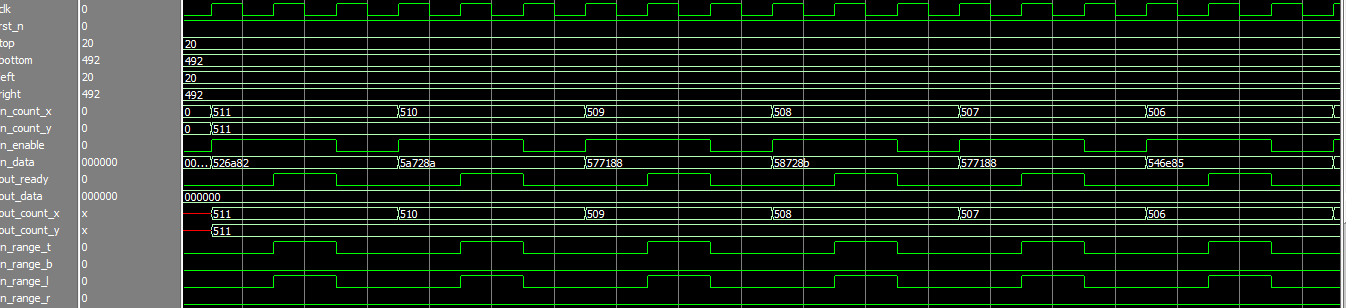 clk 0
rst_n 0
top 20 20
bottom 492 492
left 20 20
right 492 492
in_count_x 0 0 511 510 509 508 507 506
in_count_y 0 0 511
in_enable 0
in_data 000000 00... 526a82 5a728a 577188 58728b 577188 546e85
out_ready 0
out_data 000000 000000
out_count_x x 511 510 509 508 507 506
out_count_y x 511
in_range_t 0
in_range_b 0
in_range_l 0
in_range_r 0